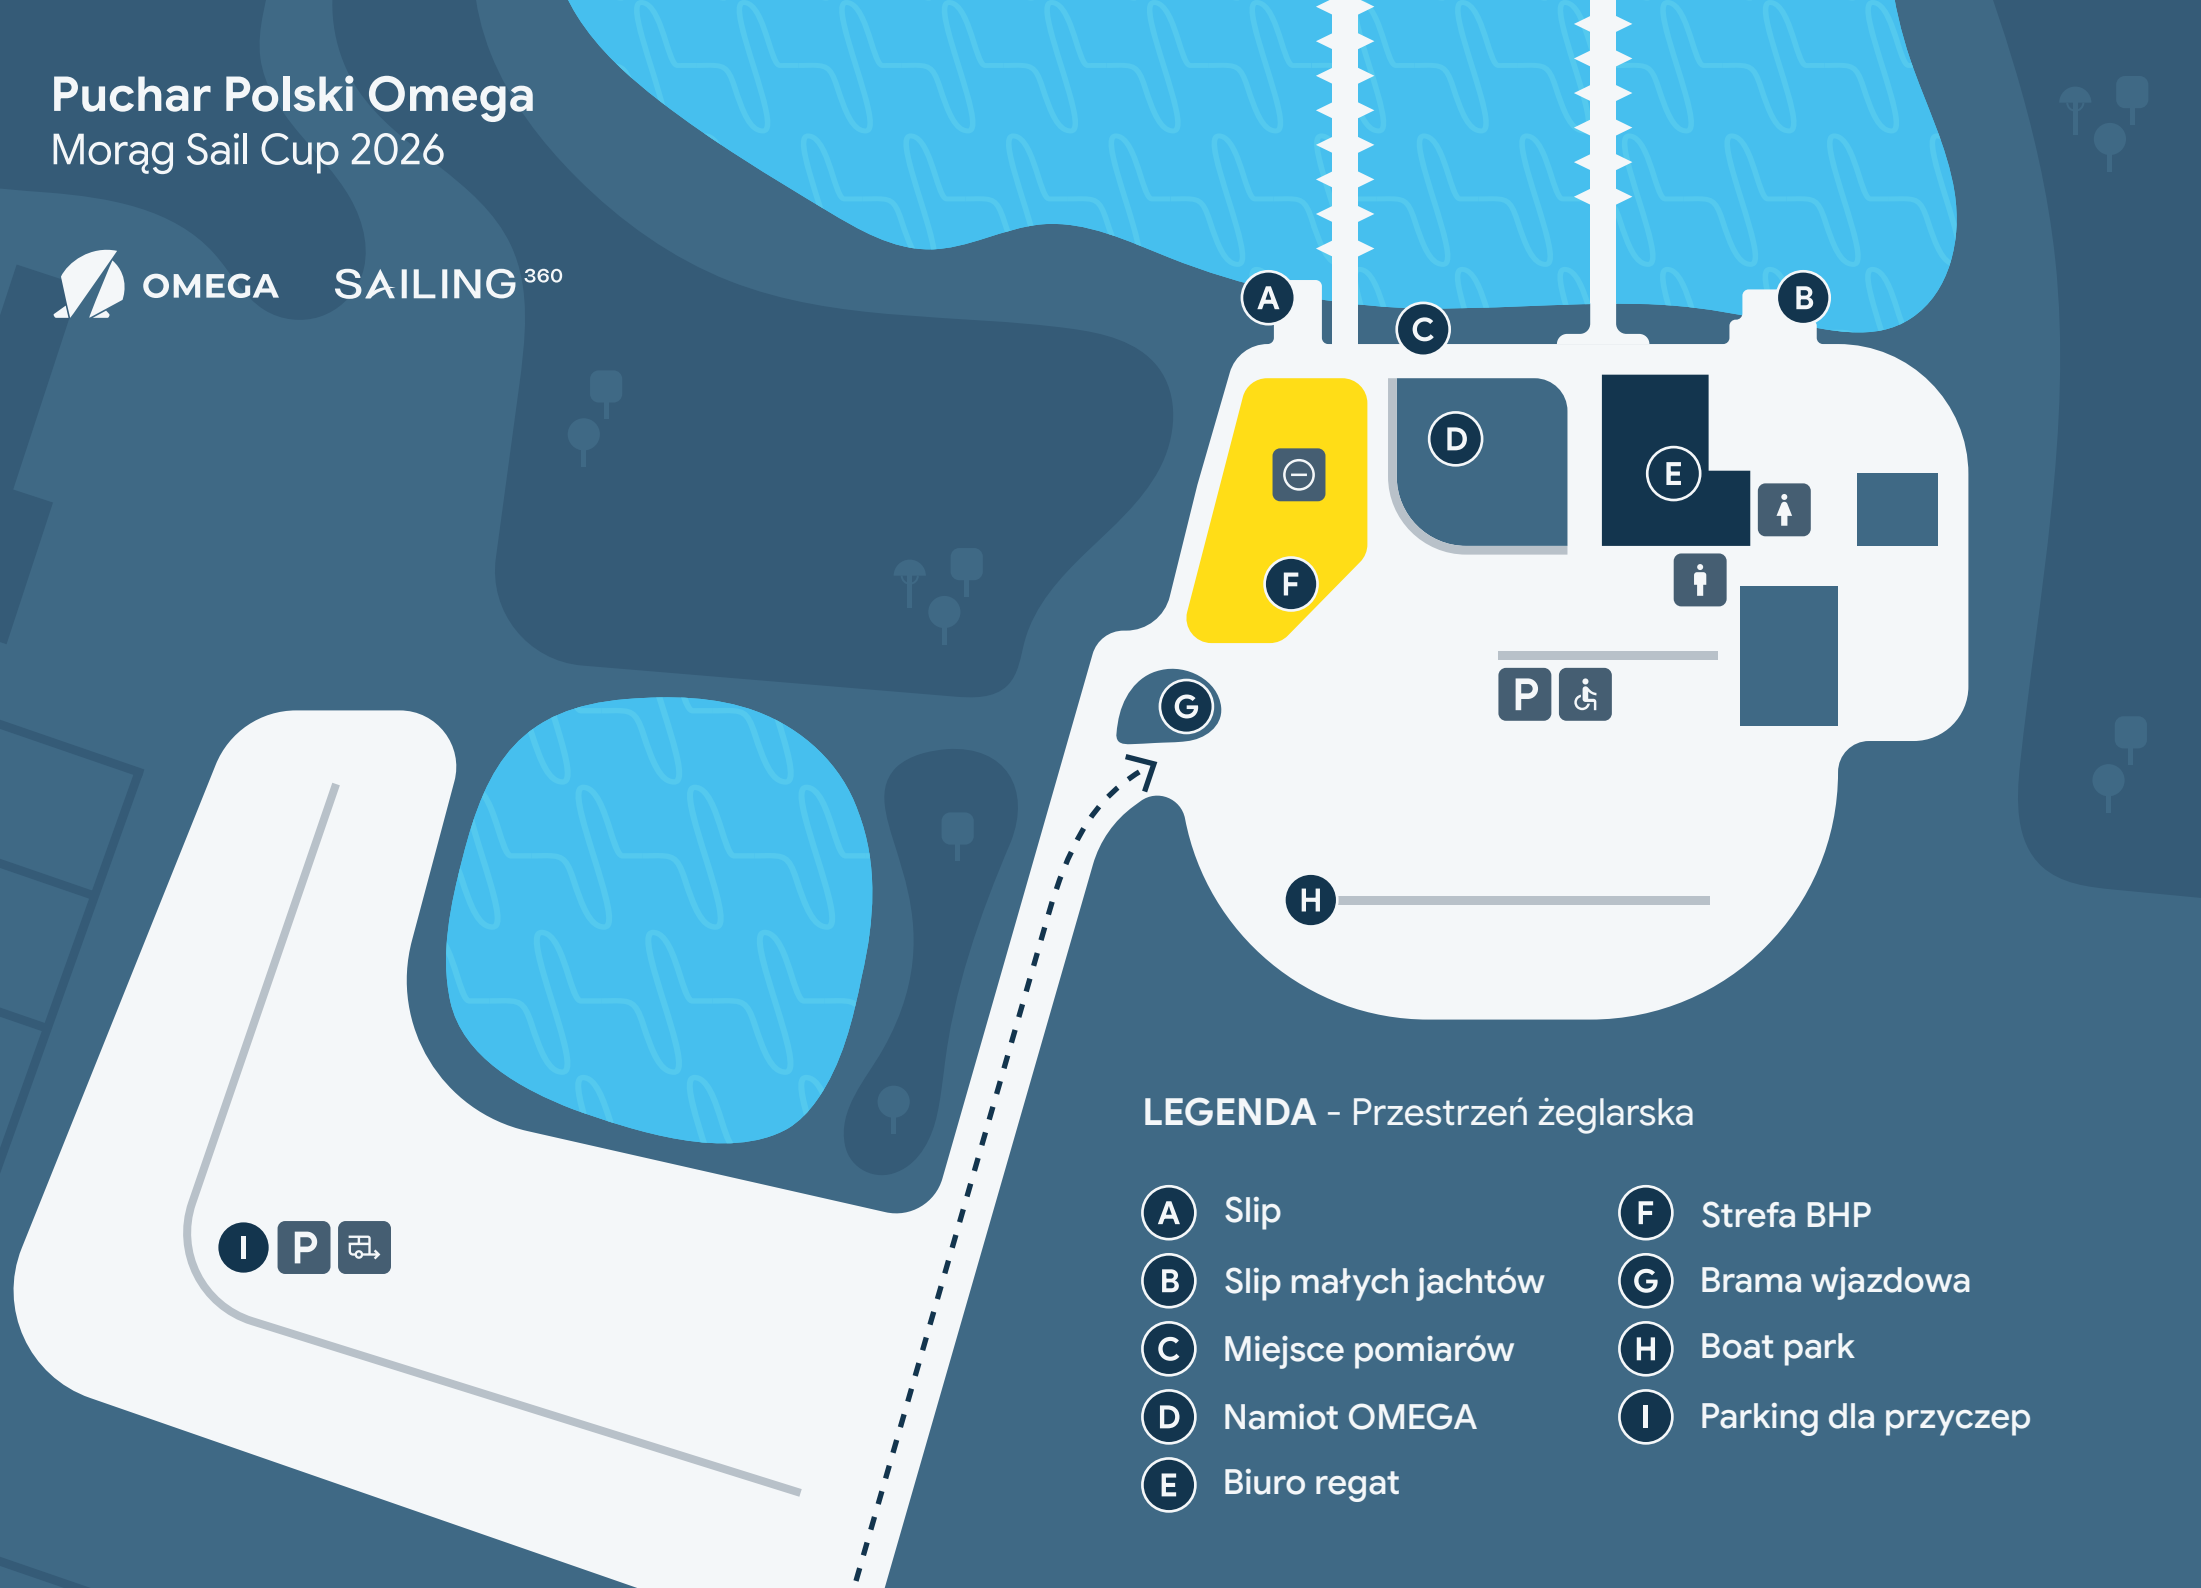 Puchar Polski Omega
Morąg Sail Cup 2026
OMEGA
SAILING 360
A
B
C
D
E
F
G
P
H
I P
LEGENDA - Przestrzeń żeglarska
A Slip
B Slip małych jachtów
C Miejsce pomiarów
D Namiot OMEGA
E Biuro regat
F Strefa BHP
G Brama wjazdowa
H Boat park
I Parking dla przyczep